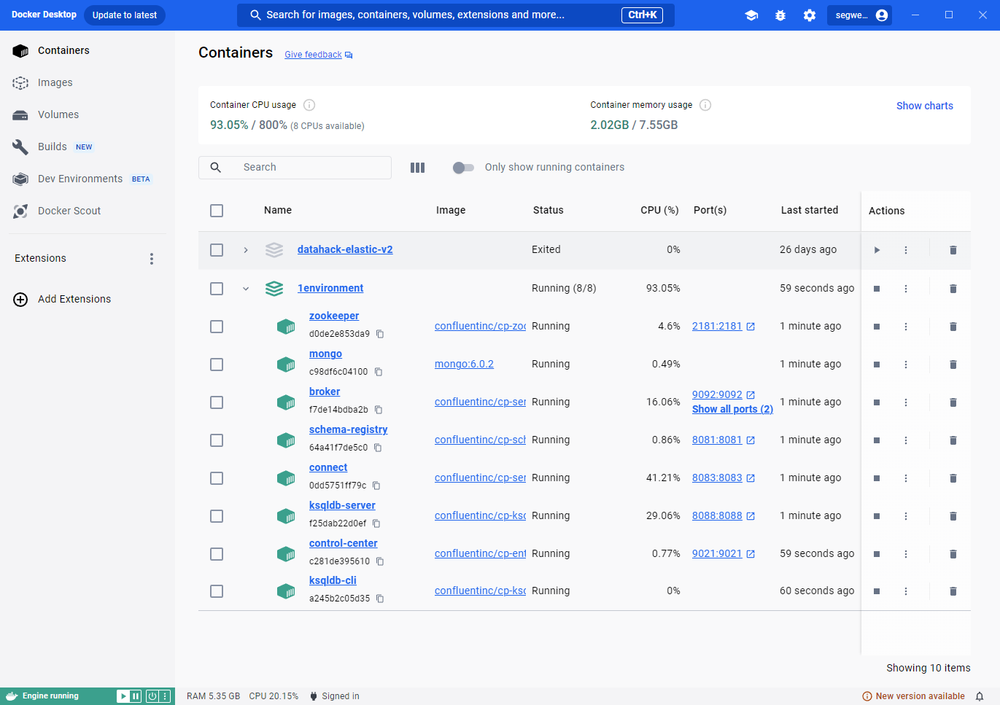 Docker Desktop Update to latest Search for images, containers, volumes, extensions and more... Ctrl+K segwe...
Containers
Images
Volumes
Builds NEW
Dev Environments BETA
Docker Scout
Extensions
Add Extensions
Containers Give feedback
Container CPU usage
93.05% / 800% (8 CPUs available)
Container memory usage
2.02GB / 7.55GB
Show charts
Search
Only show running containers
Name Image Status CPU (%) Port(s) Last started Actions
datahack-elastic-v2 Exited 0% 26 days ago
1environment Running (8/8) 93.05% 59 seconds ago
zookeeper
d0de2e853da9
confluentinc/cp-zoo Running 4.6% 2181:2181 1 minute ago
mongo
c98df6c04100
mongo:6.0.2 Running 0.49% 1 minute ago
broker
f7de14bdba2b
confluentinc/cp-ser Running 16.06% 9092:9092 1 minute ago
Show all ports (2)
schema-registry
64a41f7de5c0
confluentinc/cp-sch Running 0.86% 8081:8081 1 minute ago
connect
0dd5751ff79c
confluentinc/cp-ser Running 41.21% 8083:8083 1 minute ago
ksqldb-server
f25dab22d0ef
confluentinc/cp-ksq Running 29.06% 8088:8088 1 minute ago
control-center
c281de395610
confluentinc/cp-ent Running 0.77% 9021:9021 59 seconds ago
ksqldb-cli
a245b2c05d35
confluentinc/cp-ksq Running 0% 60 seconds ago
Showing 10 items
Engine running RAM 5.35 GB CPU 20.15% Signed in New version available